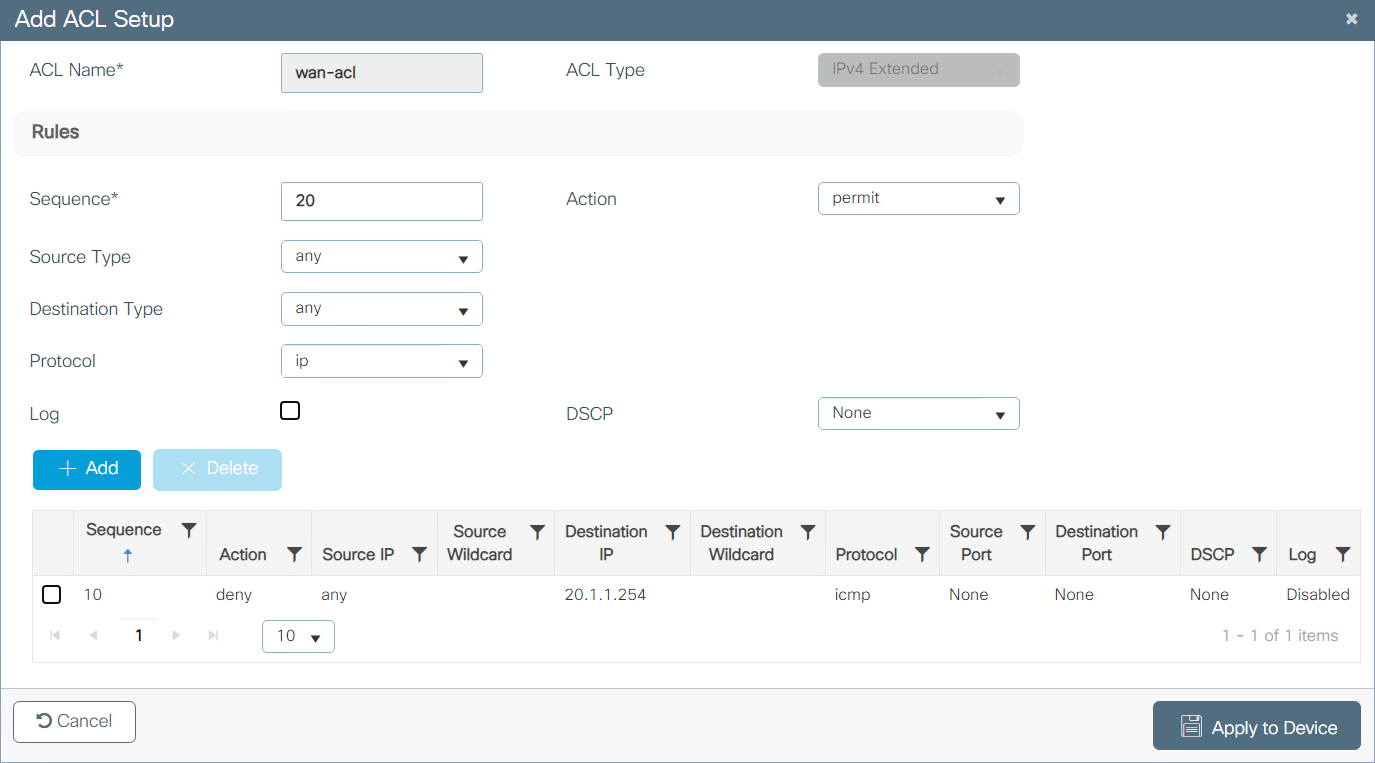 Add ACL Setup
ACL Name* wan-acl ACL Type IPv4 Extended
Rules
Sequence* 20 Action permit
Source Type any
Destination Type any
Protocol ip
Log DSCP None
Add Delete
Sequence Action Source IP Source Wildcard Destination IP Destination Wildcard Protocol Source Port Destination Port DSCP Log
10 deny any 20.1.1.254 icmp None None None Disabled
1 10 1 - 1 of 1 items
Cancel Apply to Device